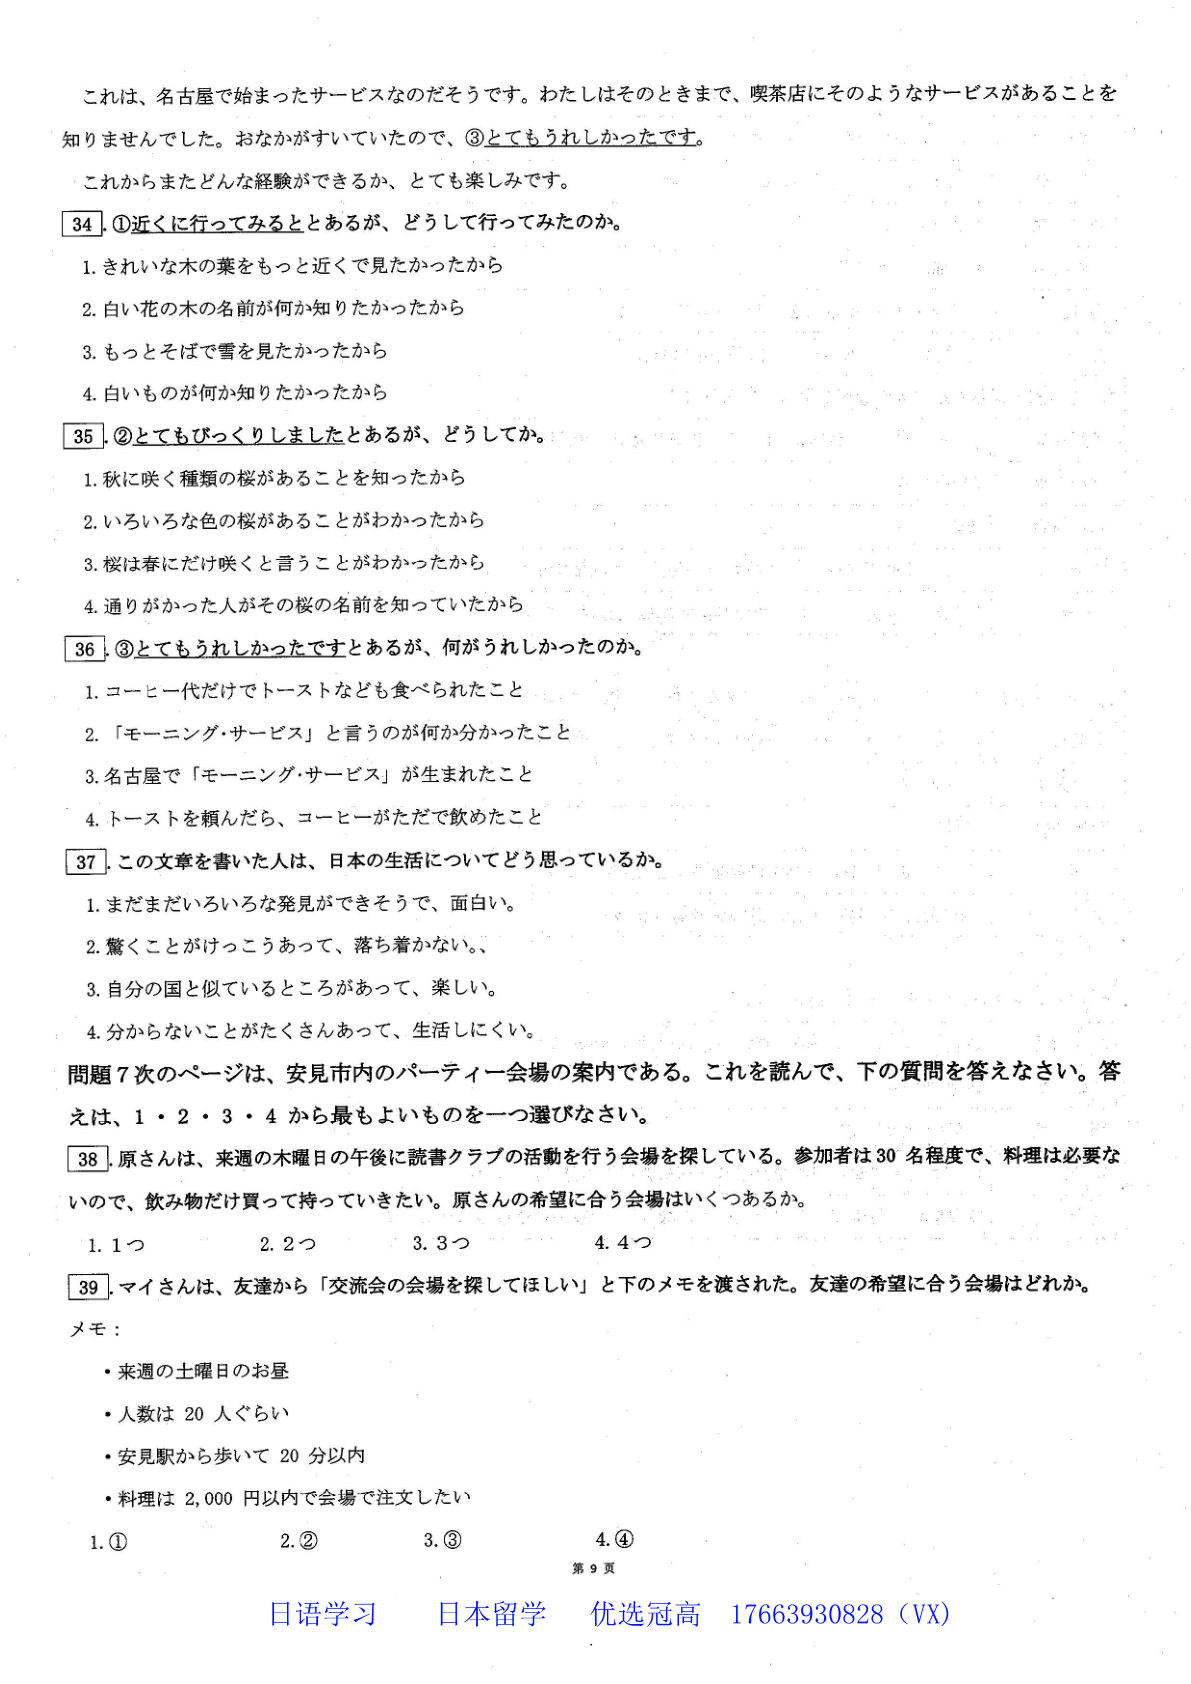 これは、名古屋で始まったサービスなのだそうです。わたしはそのときまで、喫茶店にそのようなサービスがあることを
知りませんでした。おなかがすいていたので、③とてもうれしかったです。
これからまたどんな経験ができるか、とても楽しみです。
34.①近くに行ってみるととあるが、どうして行ってみたのか。
1.きれいな木の葉をもっと近くで見たかったから
2.白い花の木の名前が何か知りたかったから
3.もっとそばで雪を見たかったから
4.白いものが何か知りたかったから
35.②とてもびっくりしましたとあるが、どうしてか。
1.秋に咲く種類の桜があることを知ったから
2.いろいろな色の桜があることがわかったから
3.桜は春にだけ咲くと言うことがわかったから
4.通りがかった人がその桜の名前を知っていたから
36.③とてもうれしかったですとあるが、何がうれしかったのか。
1.コーヒー代だけでトーストなども食べられたこと
2.「モーニング・サービス」と言うのが何か分かったこと
3.名古屋で「モーニング・サービス」が生まれたこと
4.トーストを頼んだら、コーヒーがただで飲めたこと
37.この文章を書いた人は、日本の生活についてどう思っているか。
1.まだまだいろいろな発見ができそうで、面白い。
2.驚くことがけっこうあって、落ち着かない。、
3.自分の国と似ているところがあって、楽しい。
4.分からないことがたくさんあって、生活しにくい。
問題７次のページは、安見市内のパーティー会場の案内である。これを読んで、下の質問を答えなさい。答
えは、1・2・3・4 から最もよいものを一つ選びなさい。
38.原さんは、来週の木曜日の午後に読書クラブの活動を行う会場を探している。参加者は30 名程度で、料理は必要な
いので、飲み物だけ買って持っていきたい。原さんの希望に合う会場はいくつあるか。
1.１つ 2.２つ 3.３つ 4.４つ
39.マイさんは、友達から「交流会の会場を探してほしい」と下のメモを渡された。友達の希望に合う会場はどれか。
メモ：
・来週の土曜日のお昼
・人数は 20 人ぐらい
・安見駅から歩いて 20 分以内
・料理は 2,000 円以内で会場で注文したい
1.① 2.② 3.③ 4.④
第 9 页
日语学习 日本留学 优选冠高 17663930828（VX)